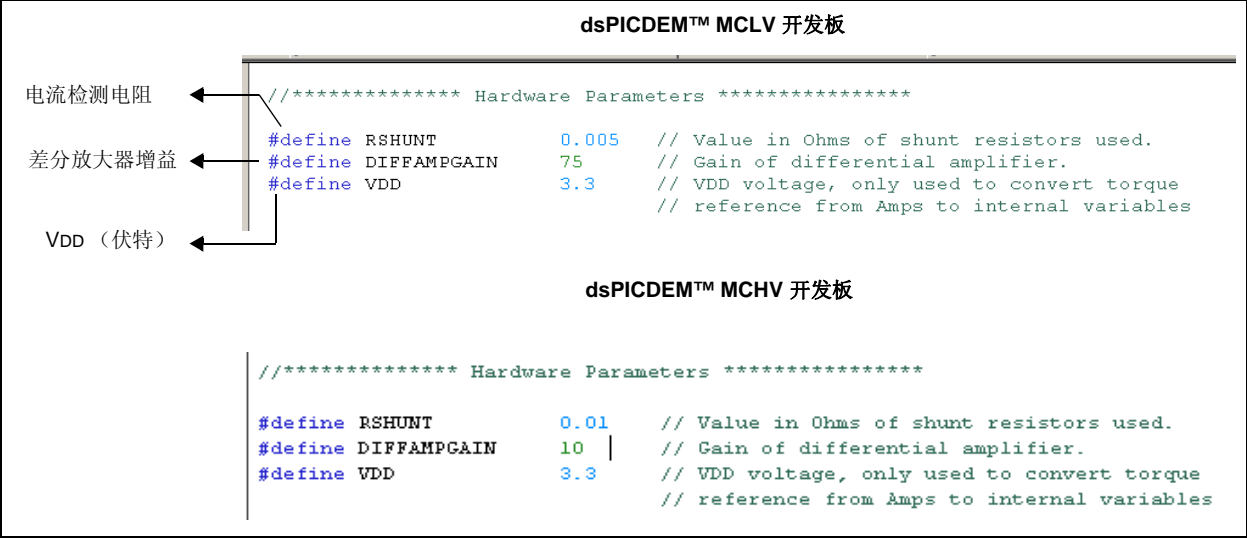 dsPICDEM™ MCLV 开发板
电流检测电阻
差分放大器增益
VDD （伏特）
//************** Hardware Parameters ****************
#define RSHUNT 0.005 // Value in Ohms of shunt resistors used.
#define DIFFAMPGAIN 75 // Gain of differential amplifier.
#define VDD 3.3 // VDD voltage, only used to convert torque
// reference from Amps to internal variables
dsPICDEM™ MCHV 开发板
//************** Hardware Parameters ****************
#define RSHUNT 0.01 // Value in Ohms of shunt resistors used.
#define DIFFAMPGAIN 10 // Gain of differential amplifier.
#define VDD 3.3 // VDD voltage, only used to convert torque
// reference from Amps to internal variables